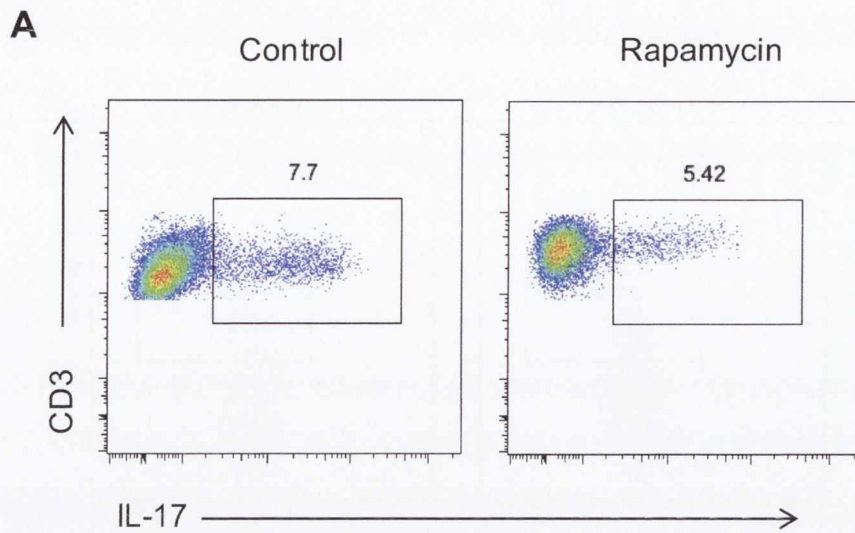 A
Control
Rapamycin
7.7
5.42
CD3
IL-17